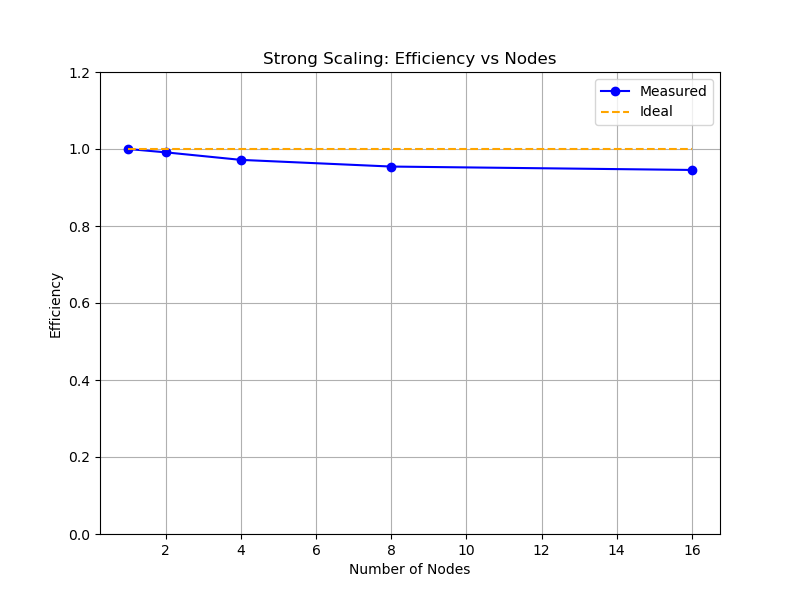 Strong Scaling: Efficiency vs Nodes
Measured
Ideal
1.2
1.0
0.8
0.6
0.4
0.2
0.0
Efficiency
2 4 6 8 10 12 14 16
Number of Nodes